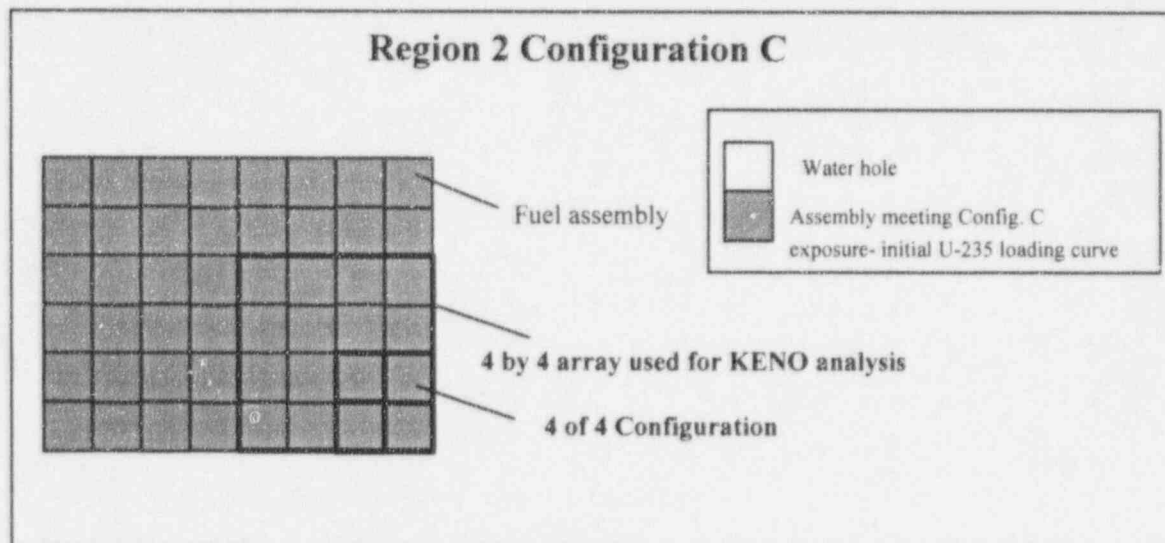 Region 2 Configuration C
Water hole
Fuel assembly
Assembly meeting Config. C
exposure- initial U-235 loading curve
4 by 4 array used for KENO analysis
4 of 4 Configuration